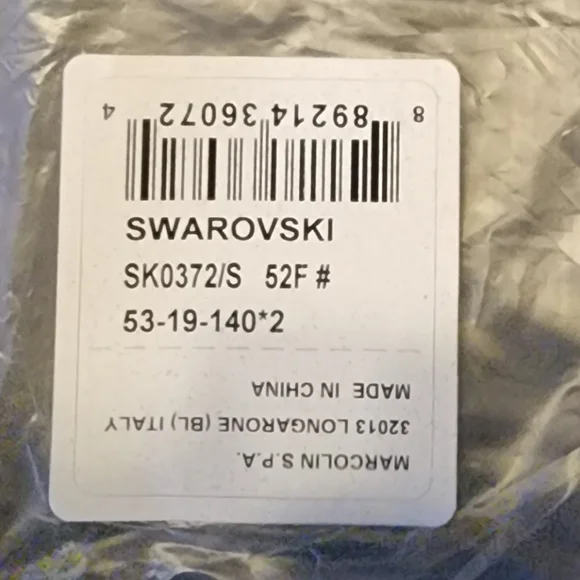 8 89214 36072 4
SWAROVSKI
SK0372/S 52F #
53-19-140*2
MARCOLIN S.P.A.
32013 LONGARONE (BL) ITALY
MADE IN CHINA